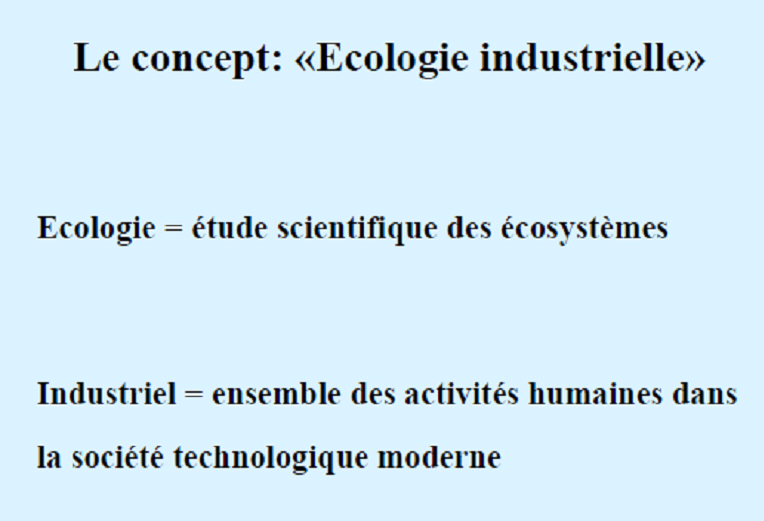 Le concept: «Ecologie industrielle»
Ecologie = étude scientifique des écosystèmes
Industriel = ensemble des activités humaines dans
la société technologique moderne